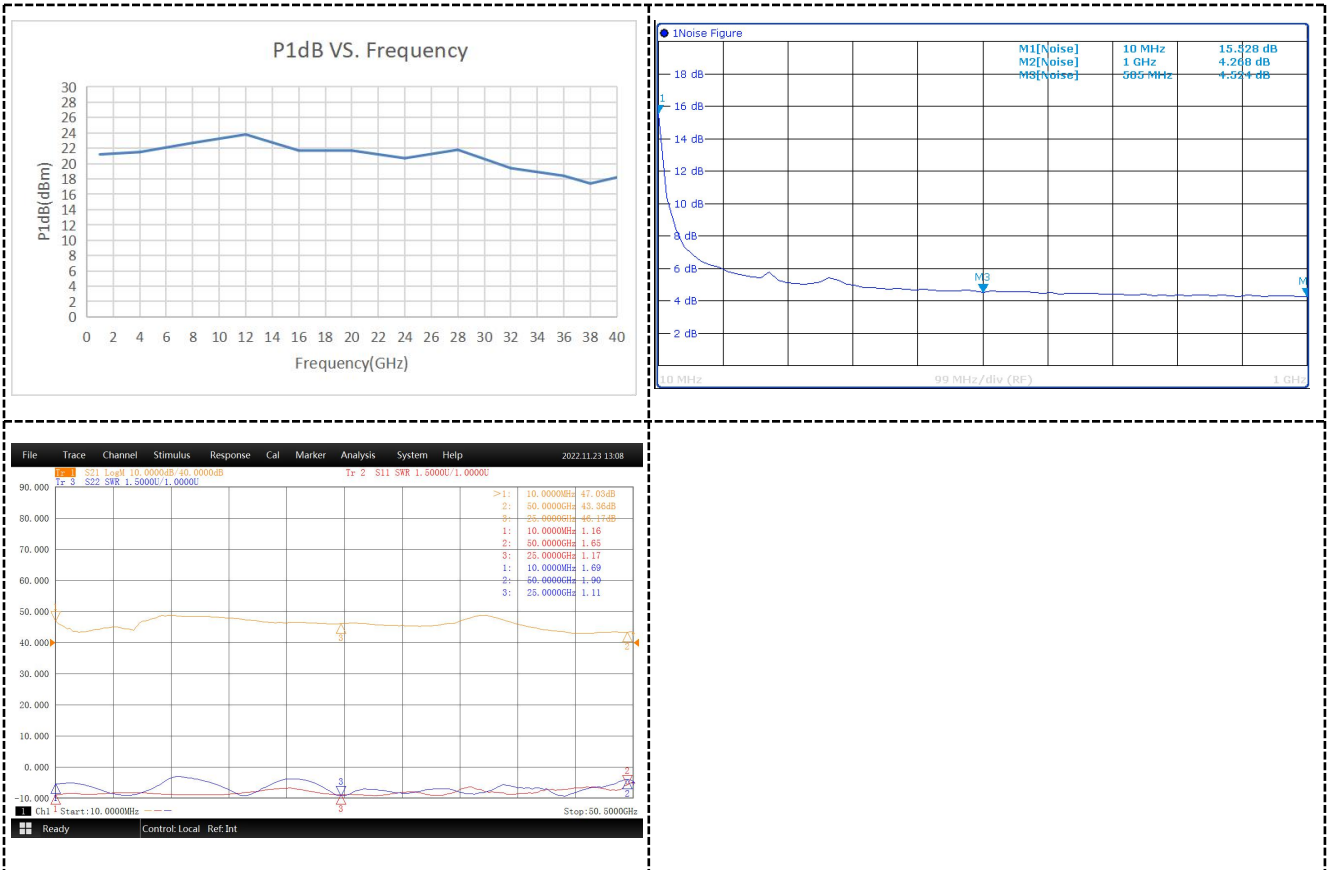 P1dB VS. Frequency
30
28
26
24
22
20
18
16
14
12
10
8
6
4
2
0
P1dB(dBm)
0 2 4 6 8 10 12 14 16 18 20 22 24 26 28 30 32 34 36 38 40
Frequency(GHz)
1Noise Figure
M1[Noise] 10 MHz 15.528 dB
M2[Noise] 1 GHz 4.268 dB
M3[Noise] 505 MHz 4.524 dB
18 dB
1
16 dB
14 dB
12 dB
10 dB
8 dB
6 dB
M3
M
4 dB
2 dB
10 MHz 99 MHz/div (RF) 1 GHz
File Trace Channel Stimulus Response Cal Marker Analysis System Help 2022.11.23 13:08
Tr 1 S21 LogM 10.0000dB/40.0000dB Tr 2 S11 SWR 1.5000U/1.0000U
Tr 3 S22 SWR 1.5000U/1.0000U
90.000
80.000
70.000
60.000
50.000
40.000
30.000
20.000
10.000
0.000
-10.000
>1: 10.0000MHz 47.03dB
2: 50.0000GHz 43.36dB
3: 25.0000GHz 46.17dB
1: 10.0000MHz 1.16
2: 50.0000GHz 1.65
3: 25.0000GHz 1.17
1: 10.0000MHz 1.69
2: 50.0000GHz 1.90
3: 25.0000GHz 1.11
3
2
3
2
2
1
3
1 Ch1 Start:10.0000MHz Stop:50.5000GHz
Ready Control: Local Ref: Int